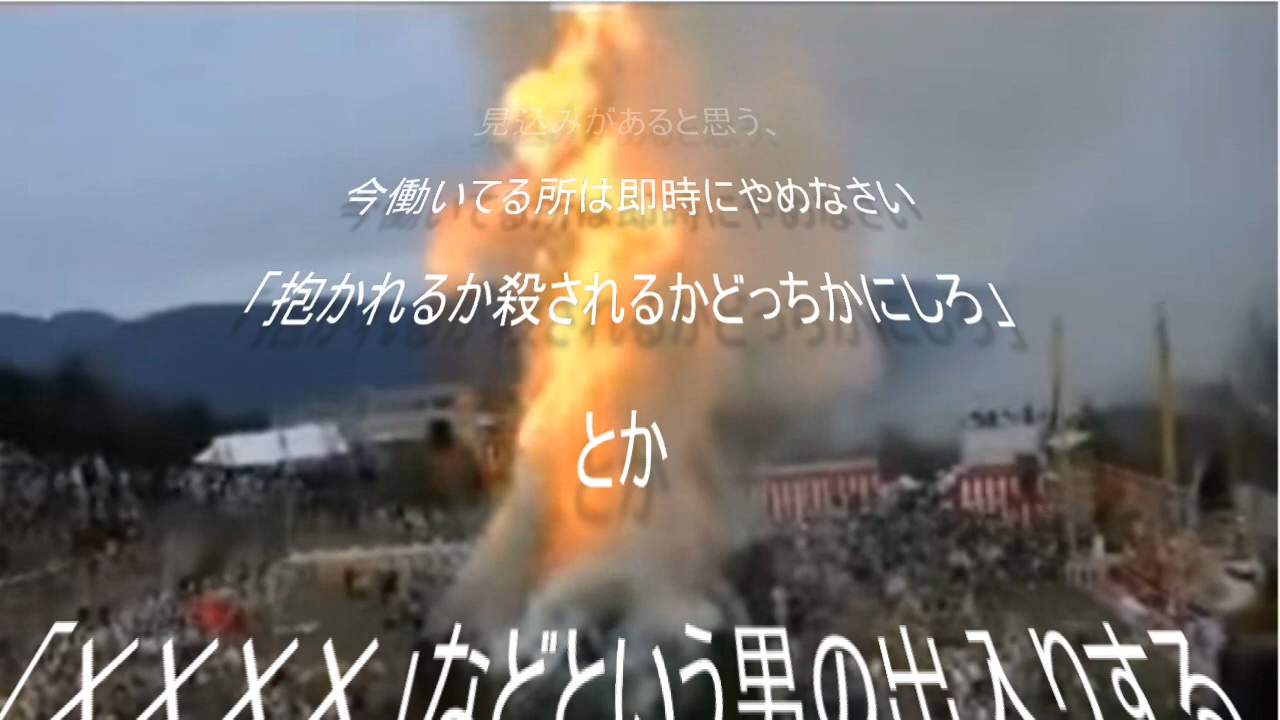 見込みがあると思う、
今働いてる所は即時にやめなさい
「抱かれるか殺されるかどっちかにしろ」
とか
「××××」などという男の出入りする